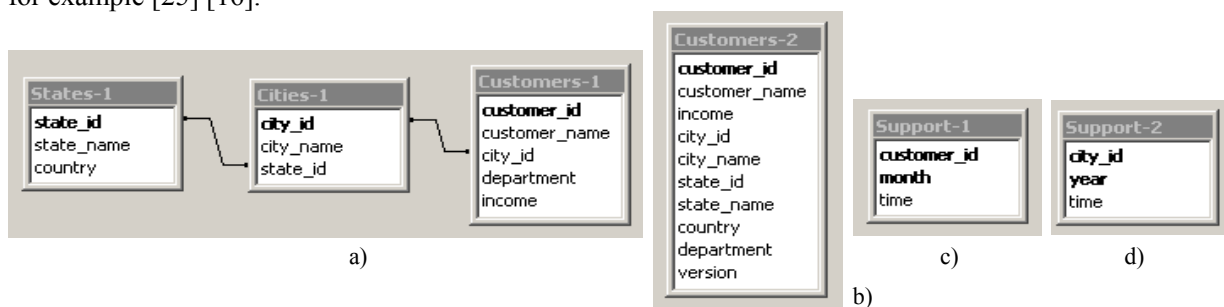 for example [25] [16].
States-1
state_id
state_name
country
Cities-1
city_id
city_name
state_id
Customers-1
customer_id
customer_name
city_id
department
income
a)
Customers-2
customer_id
customer_name
income
city_id
city_name
state_id
state_name
country
department
version
b)
Support-1
customer_id
month
time
c)
Support-2
city_id
year
time
d)